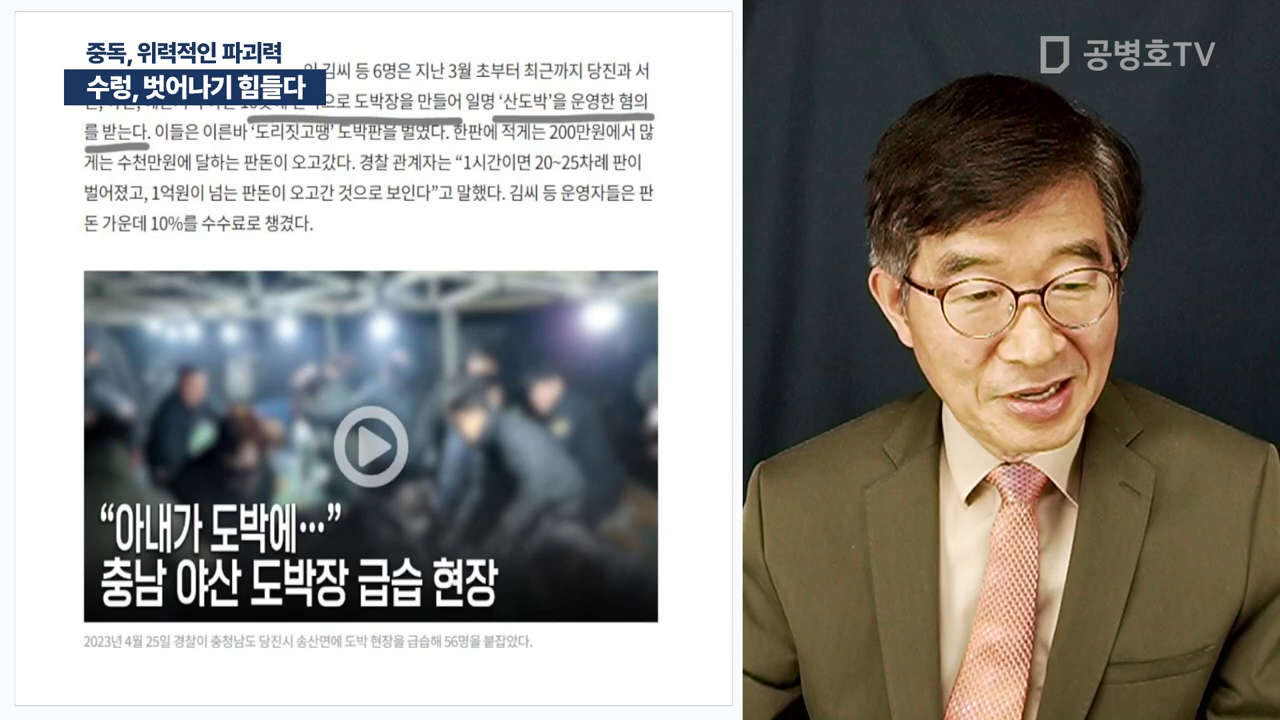 중독, 위력적인 파괴력
수렁, 벗어나기 힘들다
공병호TV
김씨 등 6명은 지난 3월 초부터 최근까지 당진과 서
도박장을 만들어 일명 ‘산도박’을 운영한 혐의
를 받는다. 이들은 이른바 ‘도리짓고땡’ 도박판을 벌였다. 한판에 적게는 200만원에서 많
게는 수천만원에 달하는 판돈이 오고갔다. 경찰 관계자는 “1시간이면 20~25차례 판이
벌어졌고, 1억원이 넘는 판돈이 오고간 것으로 보인다”고 말했다. 김씨 등 운영자들은 판
돈 가운데 10%를 수수료로 챙겼다.
“아내가 도박에…”
충남 야산 도박장 급습 현장
2023년 4월 25일 경찰이 충청남도 당진시 송산면에 도박 현장을 급습해 56명을 붙잡았다.